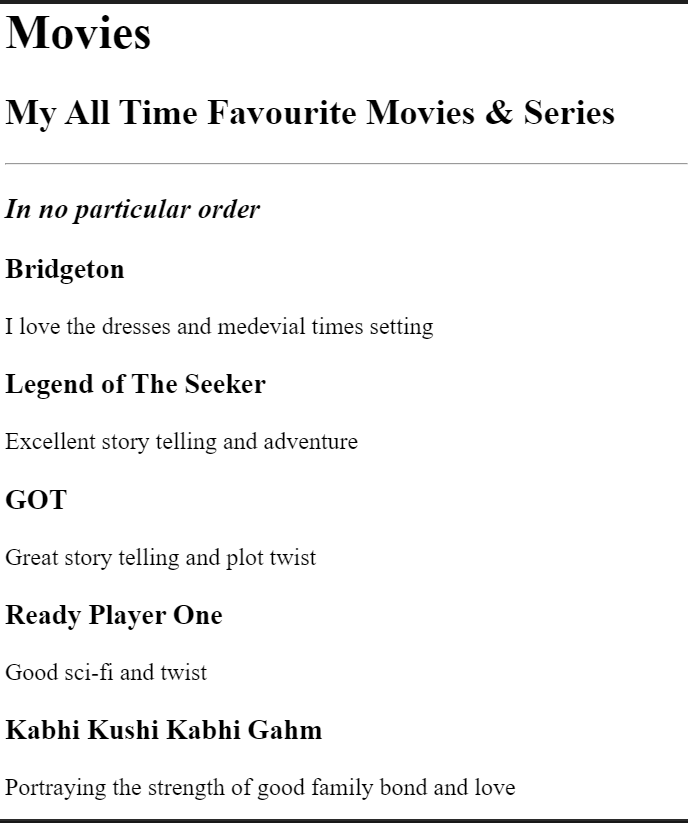 Movies
My All Time Favourite Movies & Series
In no particular order
Bridgeton
I love the dresses and medevial times setting
Legend of The Seeker
Excellent story telling and adventure
GOT
Great story telling and plot twist
Ready Player One
Good sci-fi and twist
Kabhi Kushi Kabhi Gahm
Portraying the strength of good family bond and love